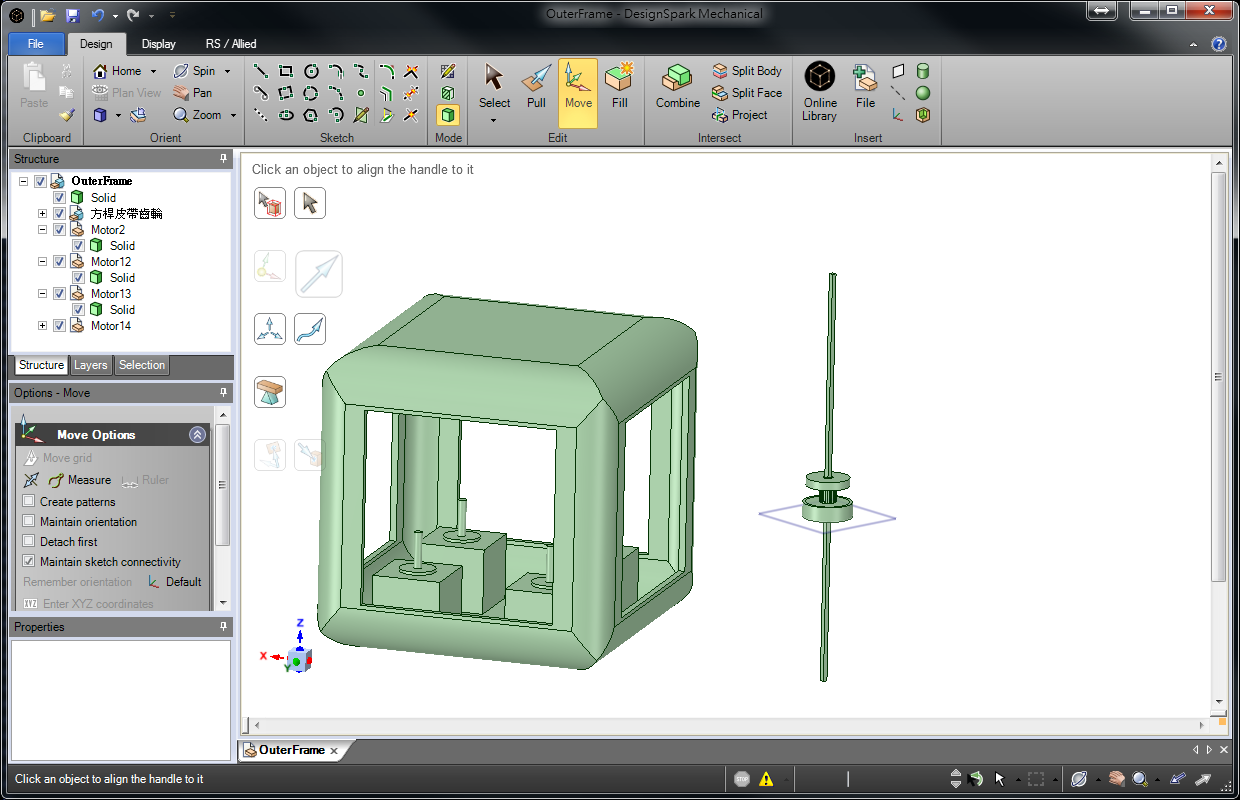 OuterFrame - DesignSpark Mechanical
File Design Display RS / Allied
Paste
Clipboard
Home Spin
Plan View Pan
Zoom
Orient
Sketch
Mode
Select Pull Move Fill
Edit
Combine Split Body
Split Face
Project
Intersect
Online Library File
Insert
Structure
OuterFrame
Solid
方桿皮帶齒輪
Motor2
Solid
Motor12
Solid
Motor13
Solid
Motor14
Structure Layers Selection
Options - Move
Move Options
Move grid
Measure Ruler
Create patterns
Maintain orientation
Detach first
Maintain sketch connectivity
Remember orientation Default
XYZ Enter XYZ coordinates
Properties
Click an object to align the handle to it
Z
X
Y
OuterFrame
Click an object to align the handle to it
STOP